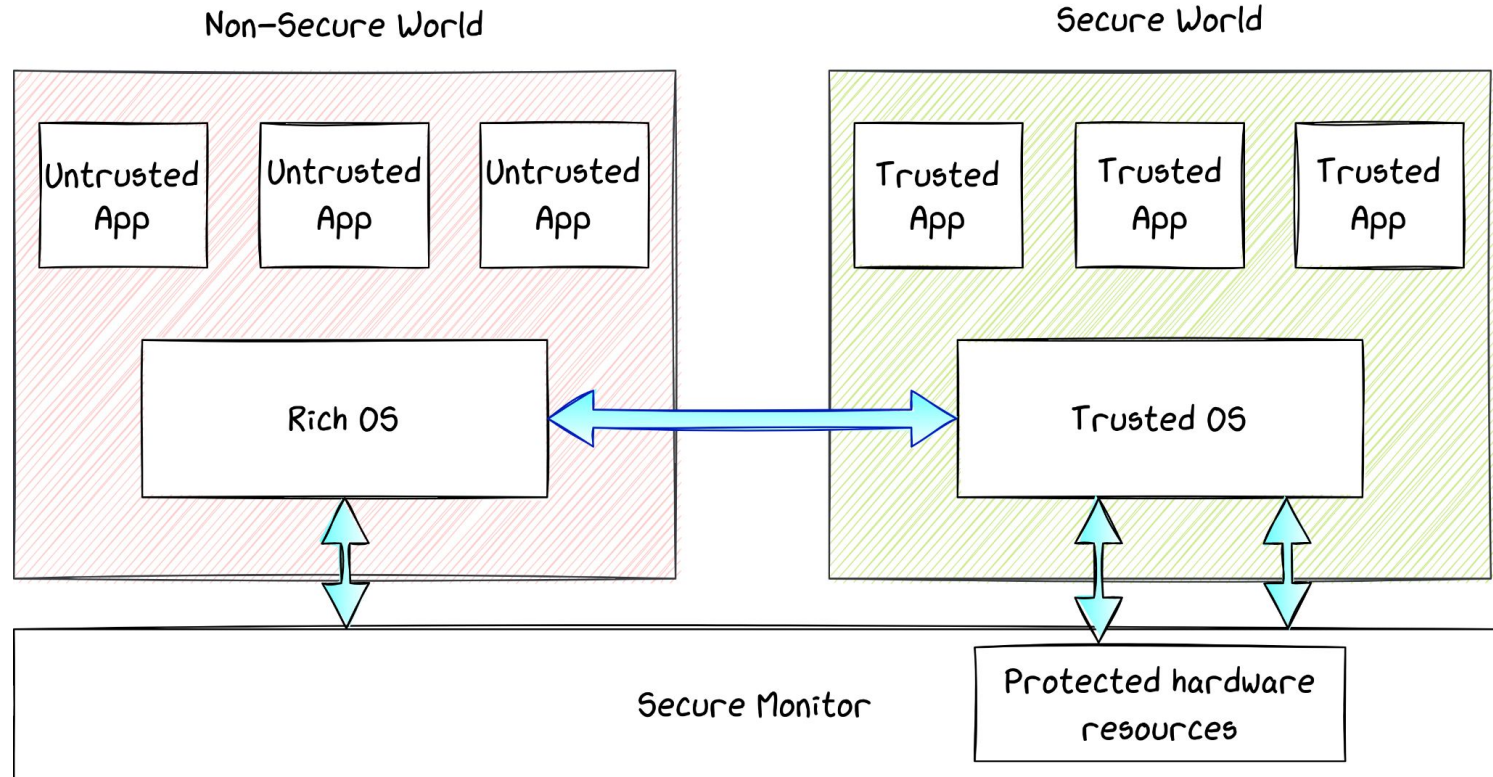 Non-Secure World
Secure World
Untrusted
App
Untrusted
App
Untrusted
App
Trusted
App
Trusted
App
Trusted
App
Rich OS
Trusted OS
Secure Monitor
Protected hardware
resources